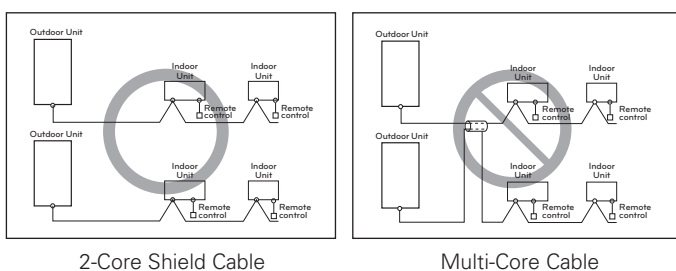 Outdoor Unit
Indoor
Unit
Indoor
Unit
Remote
control
Remote
control
Outdoor Unit
Indoor
Unit
Indoor
Unit
Remote
control
Remote
control
2-Core Shield Cable
Outdoor Unit
Indoor
Unit
Indoor
Unit
Remote
control
Remote
control
Outdoor Unit
Indoor
Unit
Indoor
Unit
Remote
control
Remote
control
Multi-Core Cable